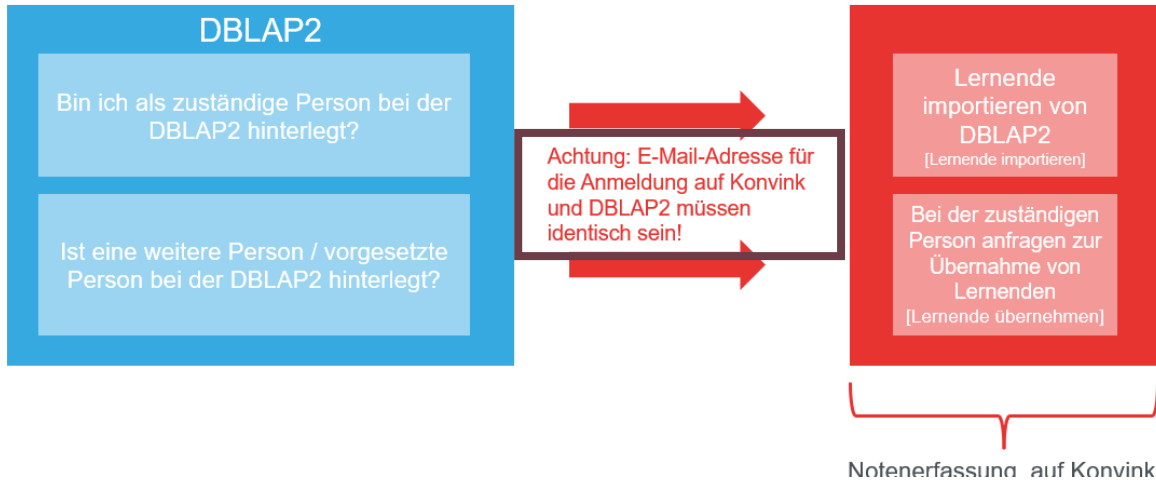 DBLAP2
Bin ich als zuständige Person bei der
DBLAP2 hinterlegt?
Ist eine weitere Person / vorgesetzte
Person bei der DBLAP2 hinterlegt?
Achtung: E-Mail-Adresse für
die Anmeldung auf Konvink
und DBLAP2 müssen
identisch sein!
Lernende
importieren von
DBLAP2
[Lernende importieren]
Bei der zuständigen
Person anfragen zur
Übernahme von
Lernenden
[Lernende übernehmen]
Notenerfassung auf Konvink